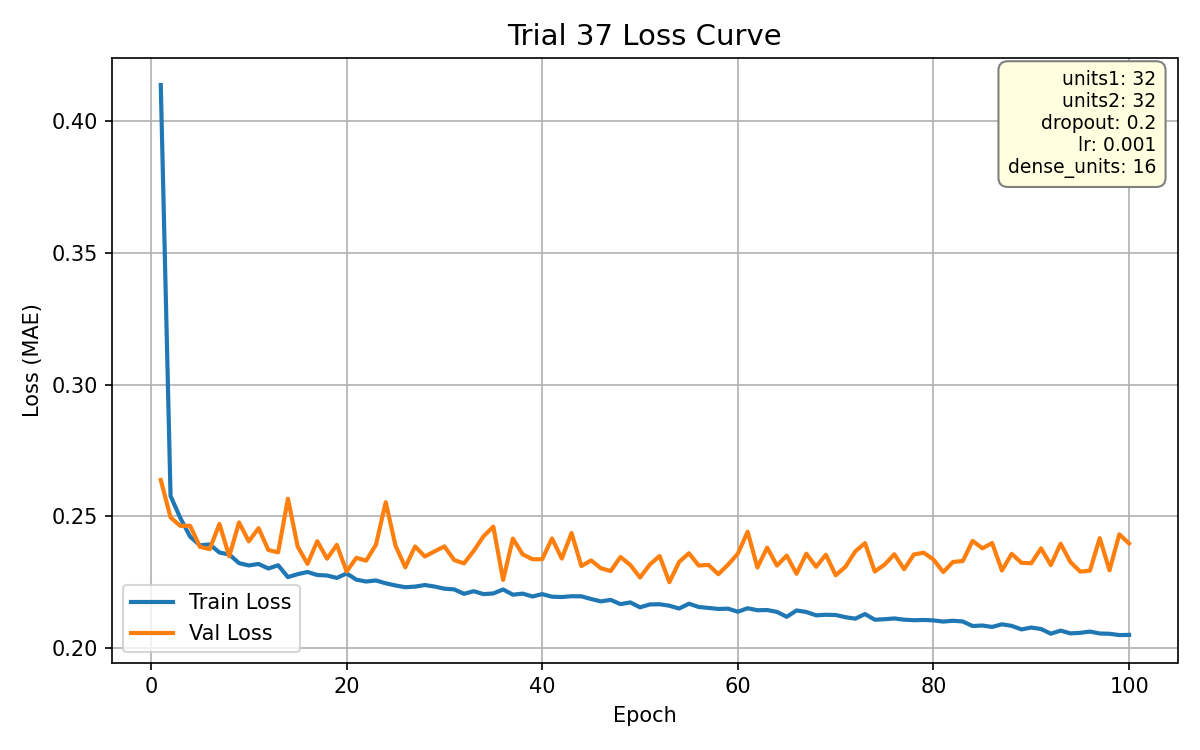 Trial 37 Loss Curve
units1: 32
units2: 32
dropout: 0.2
lr: 0.001
dense_units: 16
Loss (MAE)
0.40
0.35
0.30
0.25
0.20
Train Loss
Val Loss
0 20 40 60 80 100
Epoch